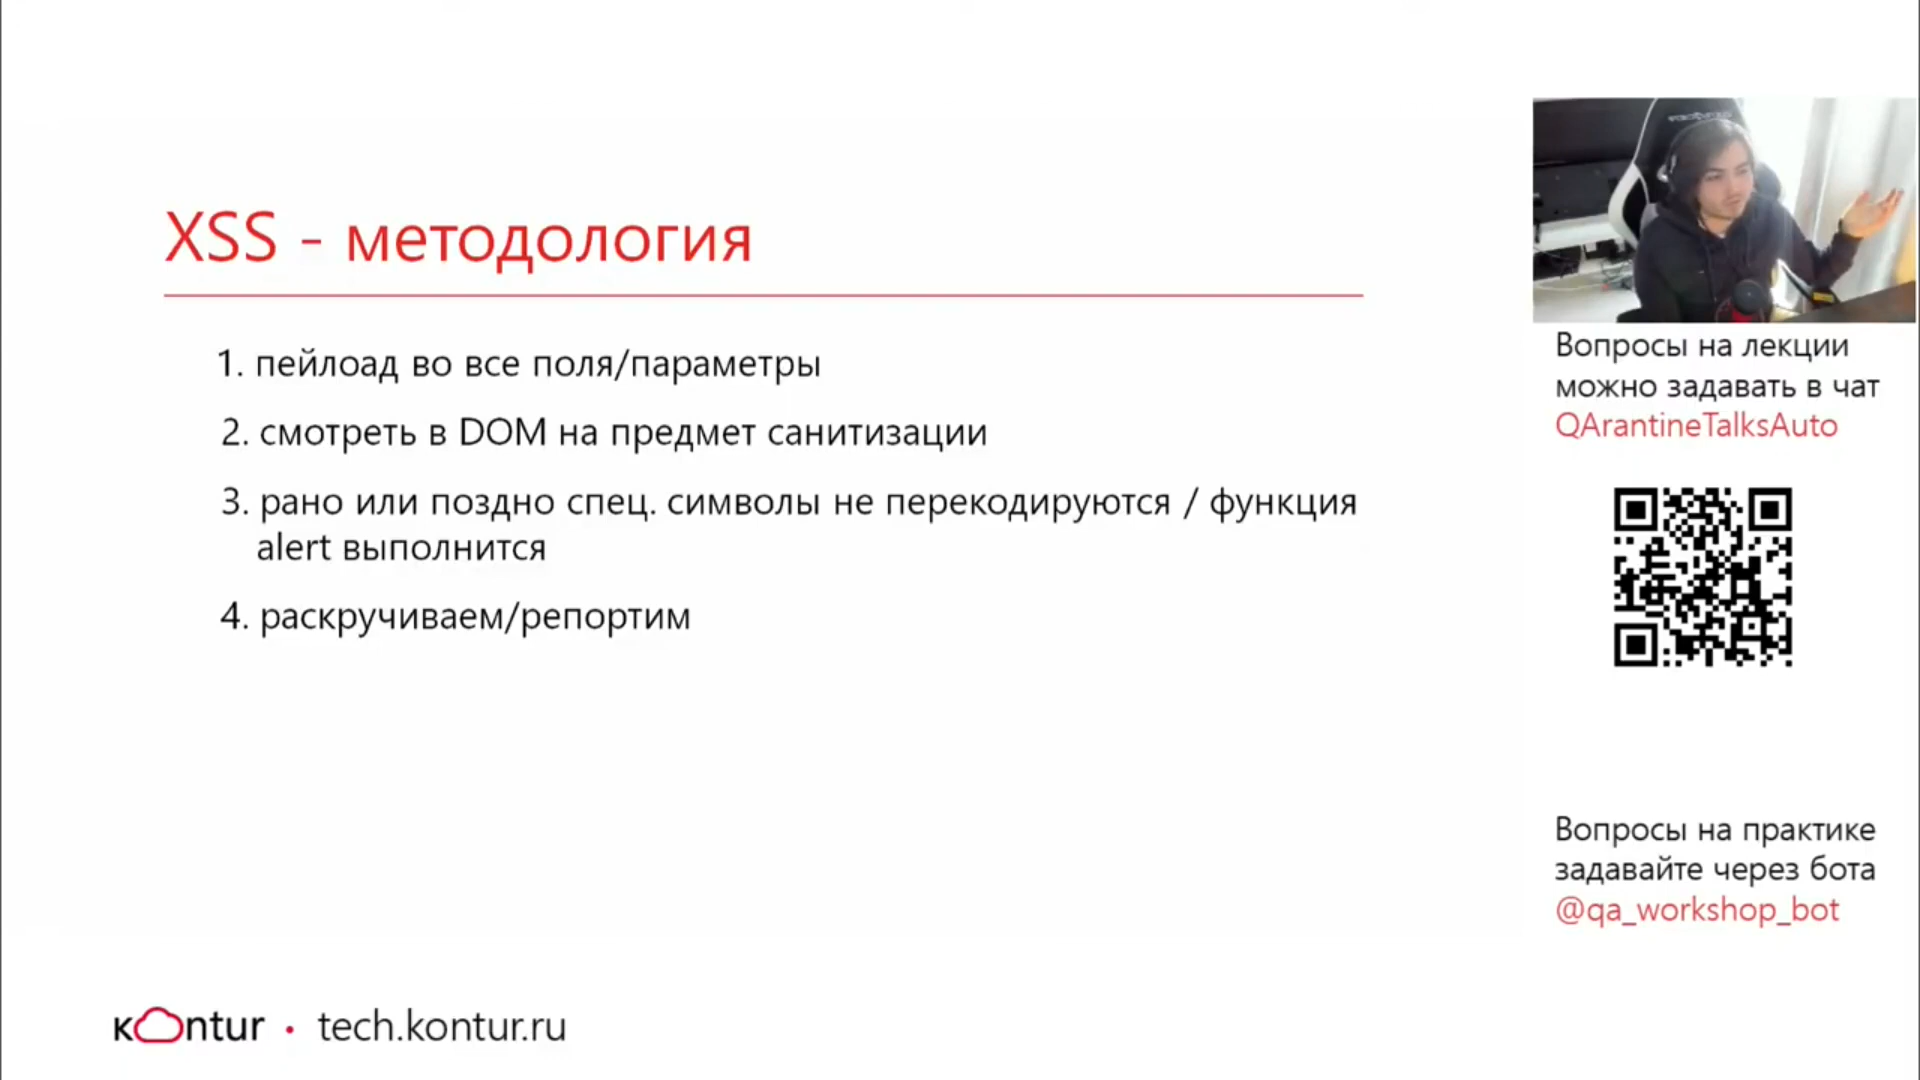 XSS - методология
1. пейлоад во все поля/параметры
2. смотреть в DOM на предмет санитизации
3. рано или поздно спец. символы не перекодируются / функция
alert выполнится
4. раскручиваем/репортим
Вопросы на лекции
можно задавать в чат
QArantineTalksAuto
Вопросы на практике
задавайте через бота
@qa_workshop_bot
кontur • tech.kontur.ru